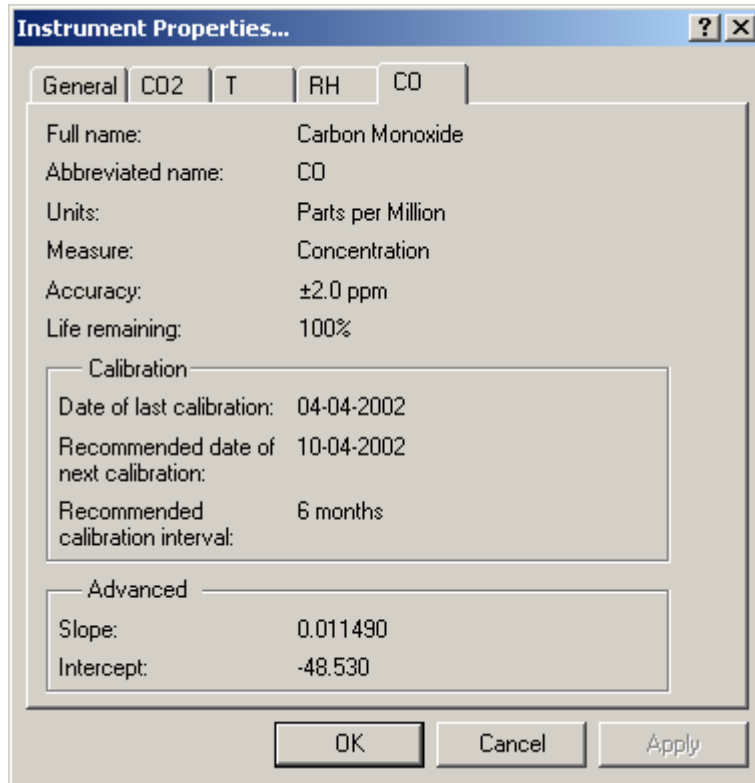 Instrument Properties...
General CO2 T RH CO
Full name: Carbon Monoxide
Abbreviated name: CO
Units: Parts per Million
Measure: Concentration
Accuracy: ±2.0 ppm
Life remaining: 100%
Calibration
Date of last calibration: 04-04-2002
Recommended date of 10-04-2002
next calibration:
Recommended 6 months
calibration interval:
Advanced
Slope: 0.011490
Intercept: -48.530
OK Cancel Apply